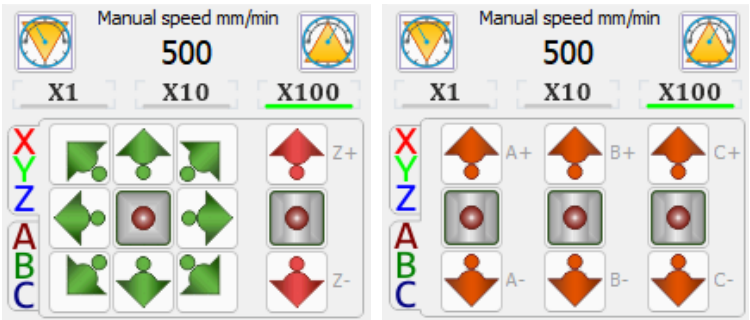 Manual speed mm/min
500
X1 X10 X100
X
Y
Z
A
B
C
Z+
Z-
Manual speed mm/min
500
X1 X10 X100
X
Y
Z
A
B
C
A+ B+ C+
A- B- C-